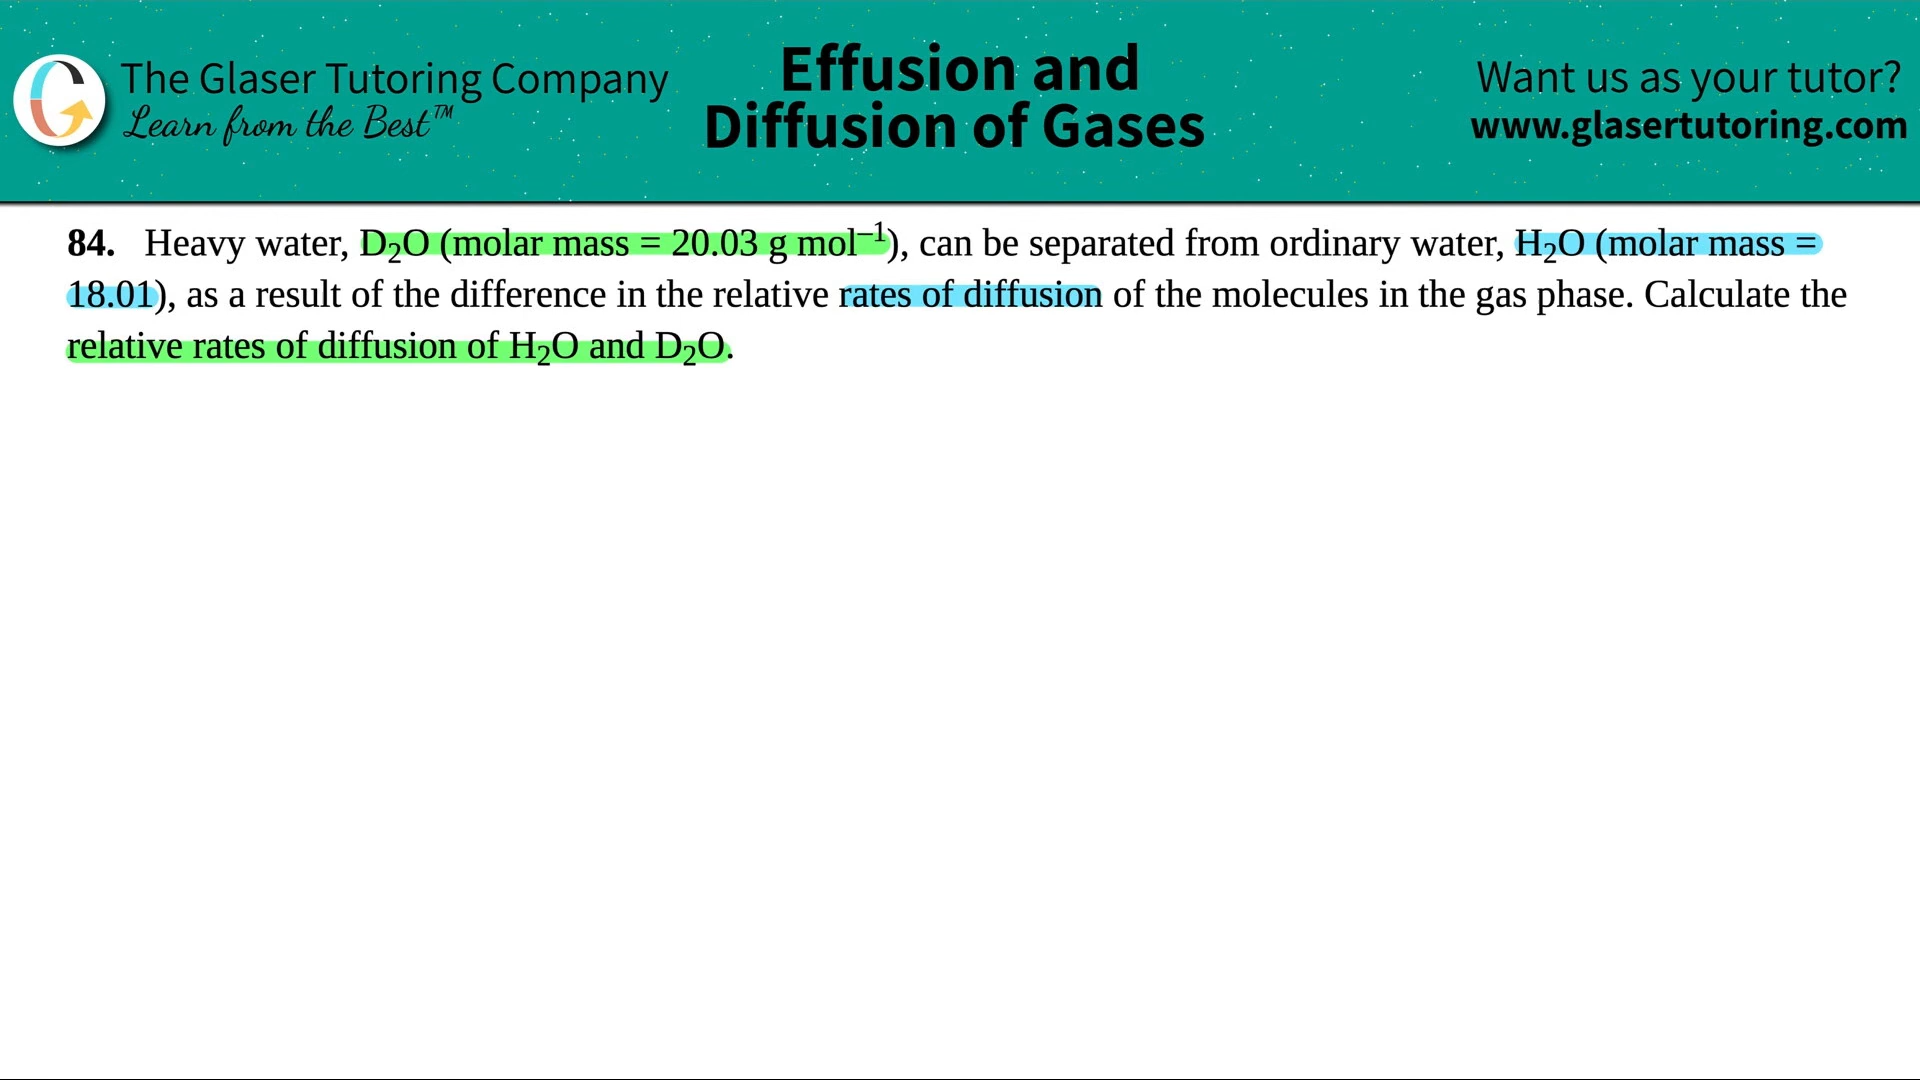 The Glaser Tutoring Company
Learn from the Best™
Effusion and
Diffusion of Gases
Want us as your tutor?
www.glasertutoring.com
84. Heavy water, D₂O (molar mass = 20.03 g mol⁻¹), can be separated from ordinary water, H₂O (molar mass =
18.01), as a result of the difference in the relative rates of diffusion of the molecules in the gas phase. Calculate the
relative rates of diffusion of H₂O and D₂O.